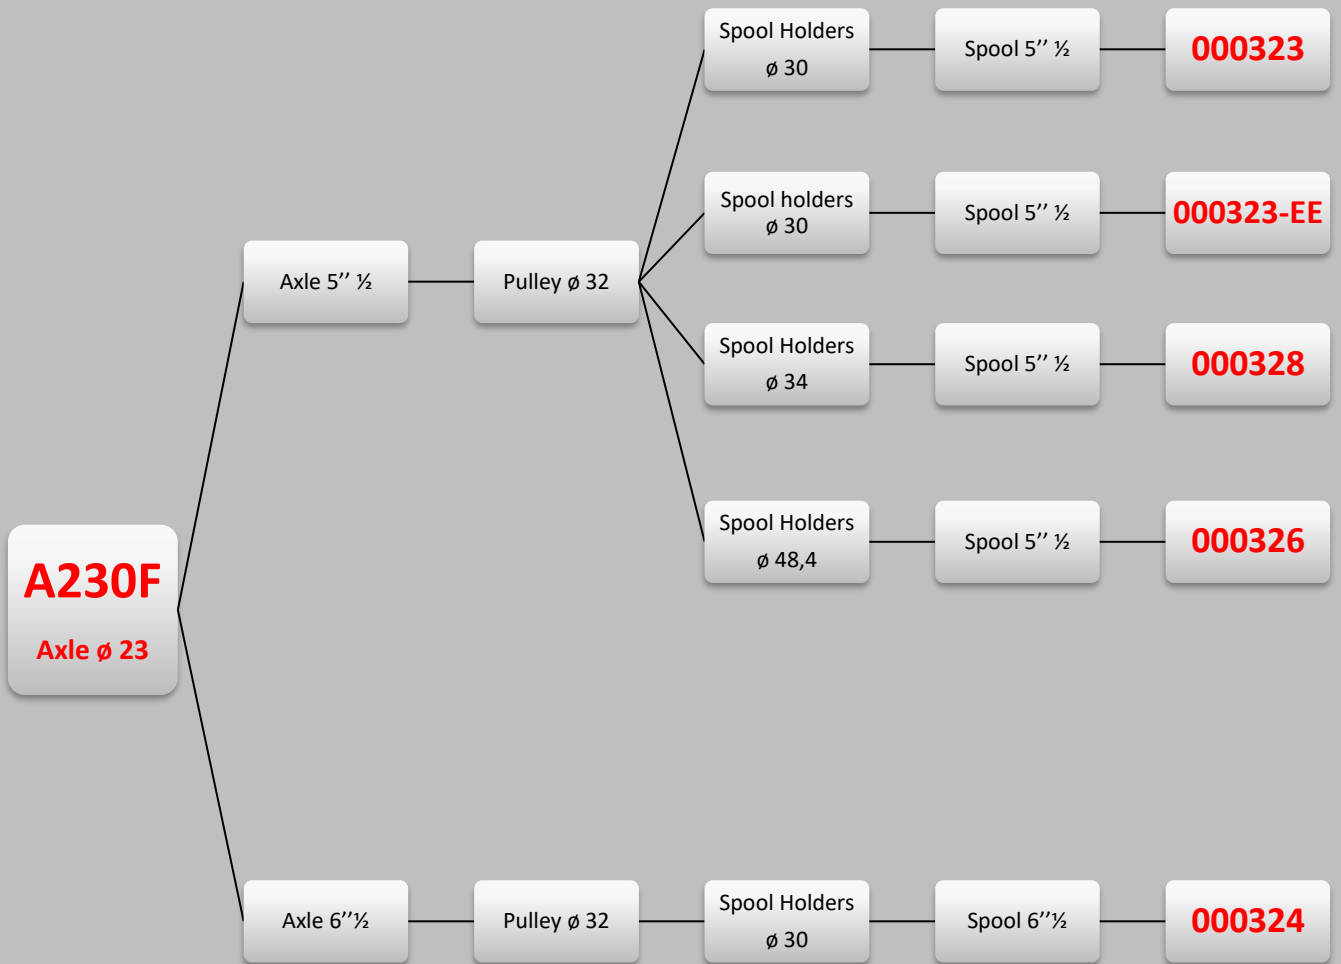 Spool Holders
ø 30
Spool 5’’ ½
000323
Spool holders
ø 30
Spool 5’’ ½
000323-EE
Axle 5’’ ½
Pulley ø 32
Spool Holders
ø 34
Spool 5’’ ½
000328
Spool Holders
ø 48,4
Spool 5’’ ½
000326
A230F
Axle ø 23
Axle 6’’½
Pulley ø 32
Spool Holders
ø 30
Spool 6’’½
000324